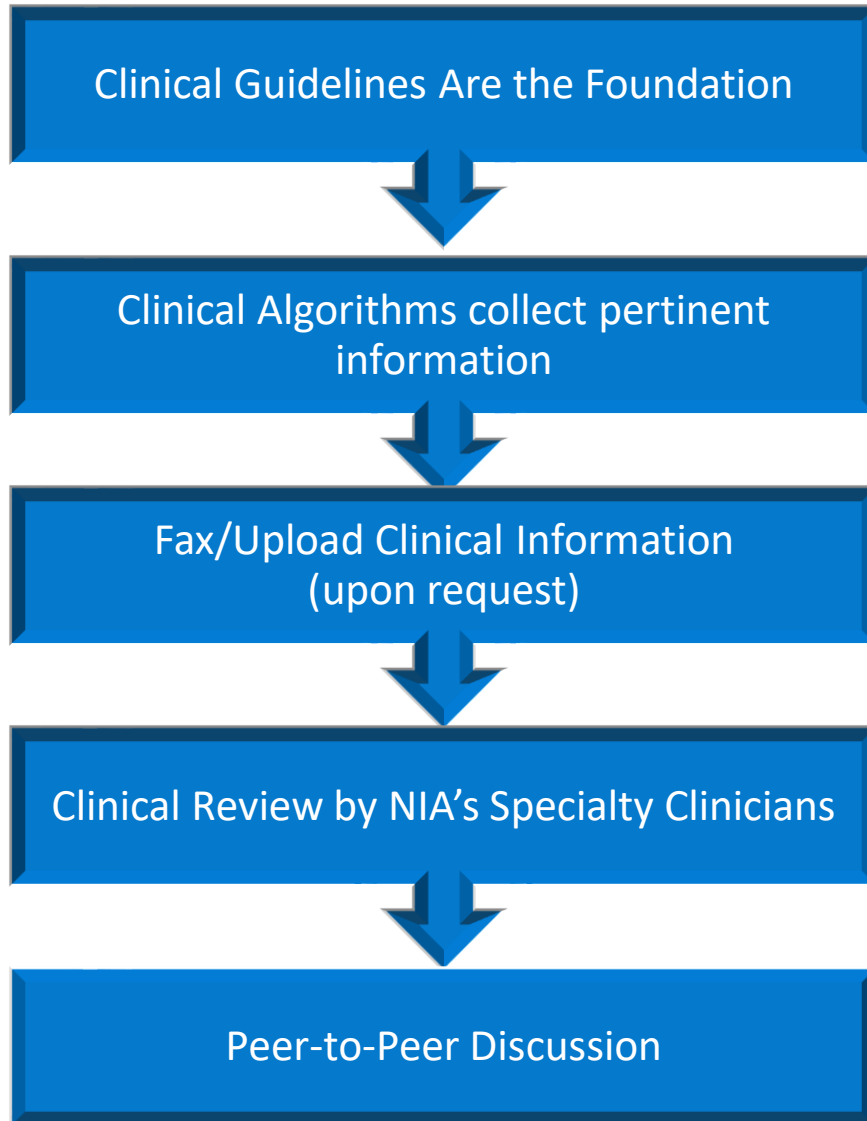 Clinical Guidelines Are the Foundation
Clinical Algorithms collect pertinent
information
Fax/Upload Clinical Information
(upon request)
Clinical Review by NIA’s Specialty Clinicians
Peer-to-Peer Discussion